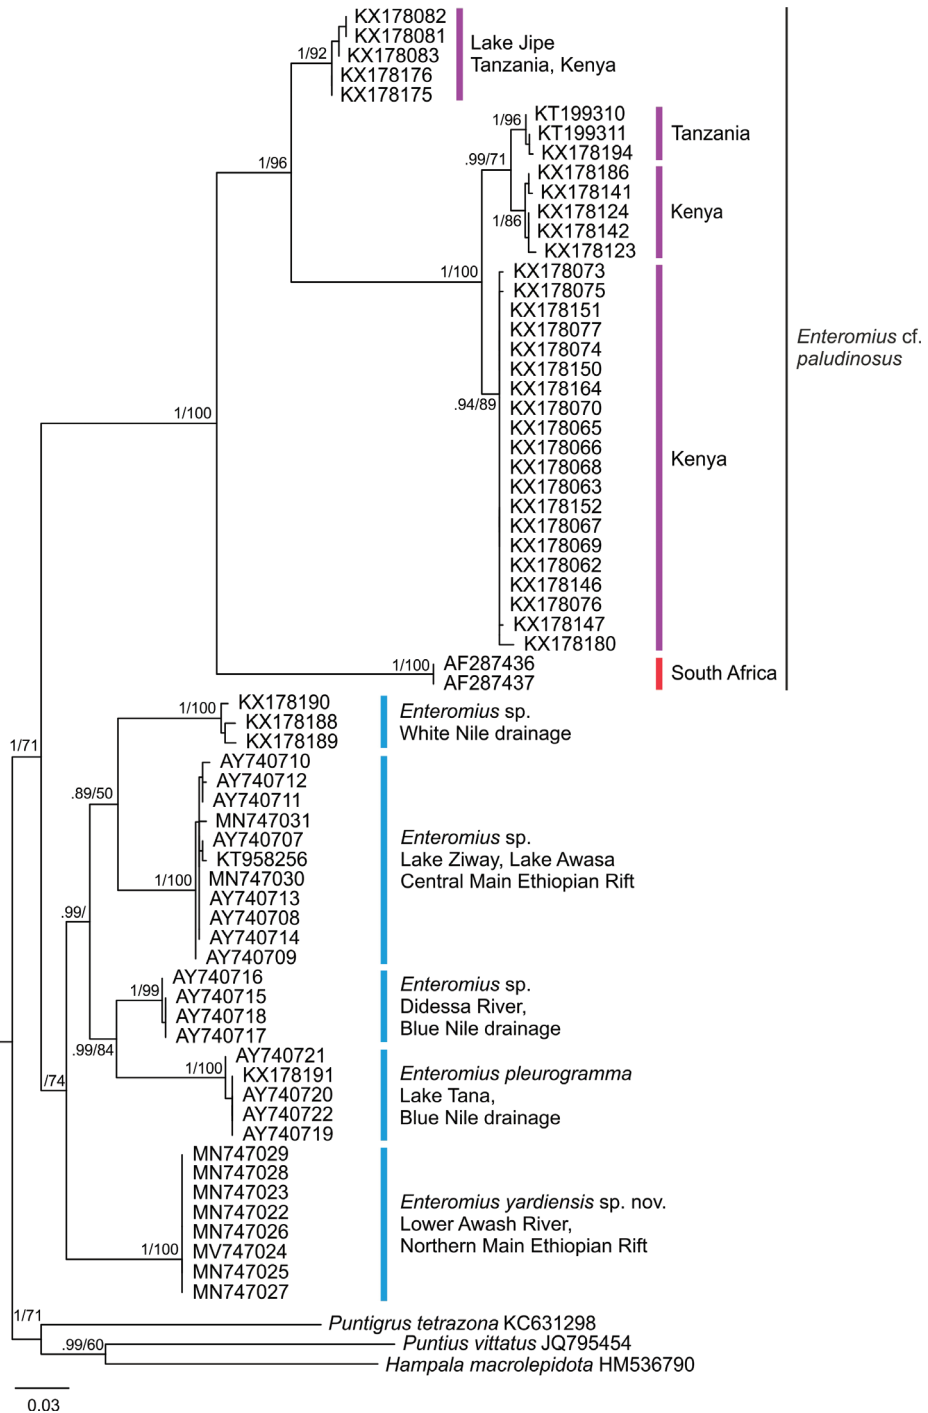 KX178082
KX178081
KX178083
KX178176
KX178175
1/92
Lake Jipe
Tanzania, Kenya
KT199310
KT199311
KX178194
1/96
Tanzania
.99/71
1/96
KX178186
KX178141
KX178124
KX178142
KX178123
1/86
Kenya
1/100
KX178073
KX178075
KX178151
KX178077
KX178074
KX178150
KX178164
KX178070
KX178065
KX178066
KX178068
KX178063
KX178152
KX178067
KX178069
KX178062
KX178146
KX178076
KX178147
KX178180
.94/89
Kenya
Enteromius cf.
paludinosus
1/100
AF287436
AF287437
1/100
South Africa
KX178190
KX178188
KX178189
1/100
Enteromius sp.
White Nile drainage
1/71
.89/50
AY740710
AY740712
AY740711
MN747031
AY740707
KT958256
MN747030
AY740713
AY740708
AY740714
AY740709
1/100
Enteromius sp.
Lake Ziway, Lake Awasa
Central Main Ethiopian Rift
.99/
AY740716
AY740715
AY740718
AY740717
1/99
Enteromius sp.
Didessa River,
Blue Nile drainage
.99/84
AY740721
KX178191
AY740720
AY740722
AY740719
1/100
Enteromius pleurogramma
Lake Tana,
Blue Nile drainage
/74
MN747029
MN747028
MN747023
MN747022
MN747026
MV747024
MN747025
MN747027
1/100
Enteromius yardiensis sp. nov.
Lower Awash River,
Northern Main Ethiopian Rift
1/71
Puntigrus tetrazona KC631298
.99/60
Puntius vittatus JQ795454
Hampala macrolepidota HM536790
0.03